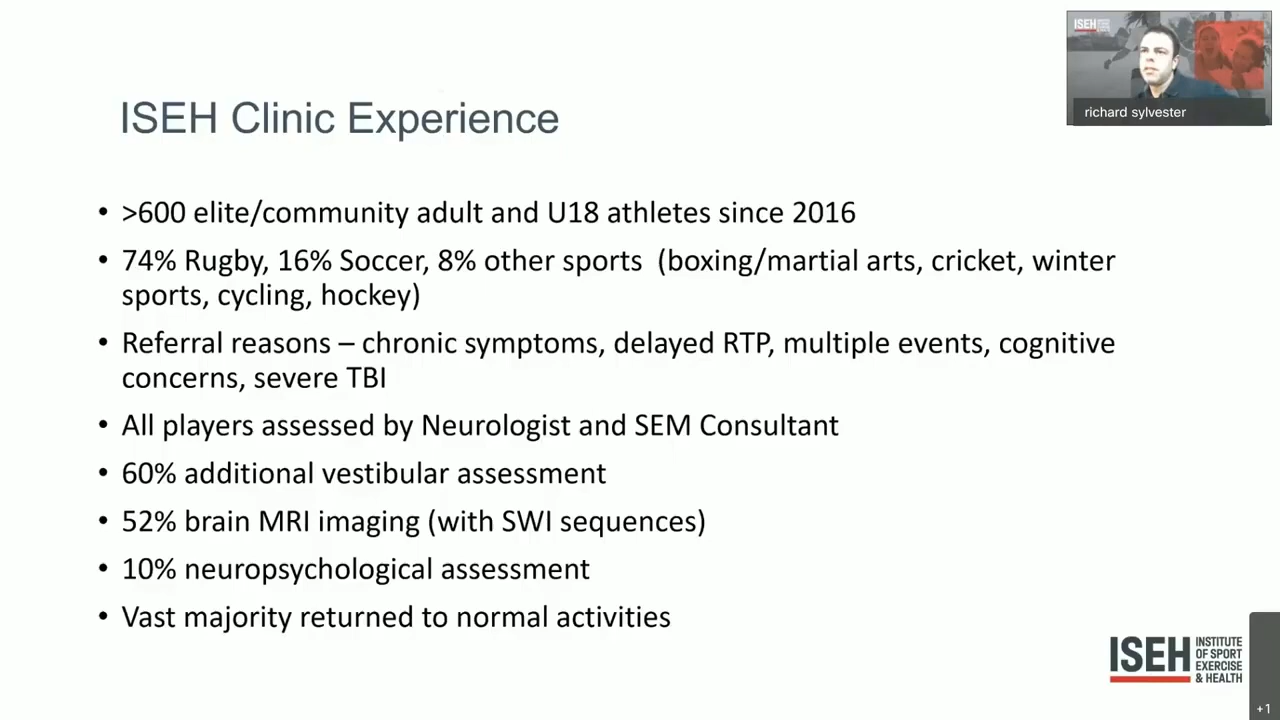 ISEH
richard sylvester
ISEH Clinic Experience
• >600 elite/community adult and U18 athletes since 2016
• 74% Rugby, 16% Soccer, 8% other sports (boxing/martial arts, cricket, winter
sports, cycling, hockey)
• Referral reasons – chronic symptoms, delayed RTP, multiple events, cognitive
concerns, severe TBI
• All players assessed by Neurologist and SEM Consultant
• 60% additional vestibular assessment
• 52% brain MRI imaging (with SWI sequences)
• 10% neuropsychological assessment
• Vast majority returned to normal activities
ISEH
INSTITUTE
OF SPORT
EXERCISE
& HEALTH
+1